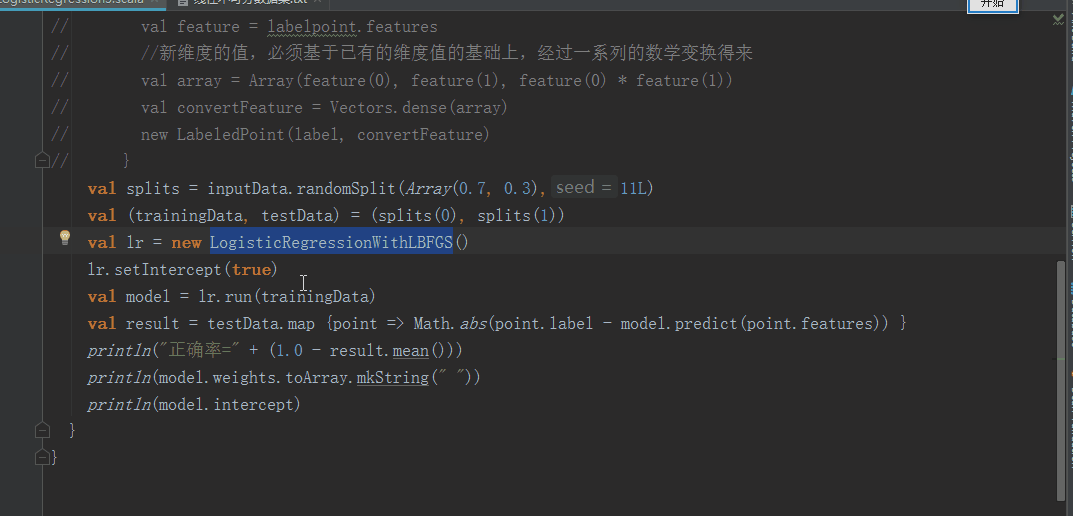 线性不可分数据集.txt
开始
// val feature = labelpoint.features
// //新维度的值，必须基于已有的维度值的基础上，经过一系列的数学变换得来
// val array = Array(feature(0), feature(1), feature(0) * feature(1))
// val convertFeature = Vectors.dense(array)
// new LabeledPoint(label, convertFeature)
// }
val splits = inputData.randomSplit(Array(0.7, 0.3), seed = 11L)
val (trainingData, testData) = (splits(0), splits(1))
val lr = new LogisticRegressionWithLBFGS()
lr.setIntercept(true)
val model = lr.run(trainingData)
val result = testData.map {point => Math.abs(point.label - model.predict(point.features)) }
println("正确率=" + (1.0 - result.mean()))
println(model.weights.toArray.mkString(" "))
println(model.intercept)
}
}